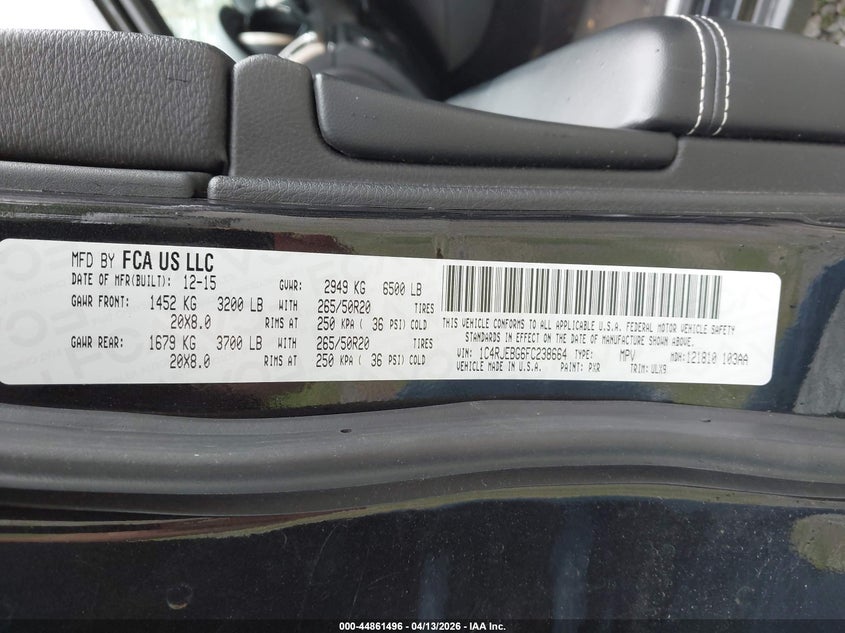 MFD BY FCA US LLC
DATE OF MFR(BUILT): 12-15 GVWR: 2949 KG 6500 LB
GAWR FRONT: 1452 KG 3200 LB WITH 265/50R20 TIRES
20X8.0 RIMS AT 250 KPA ( 36 PSI) COLD
GAWR REAR: 1679 KG 3700 LB WITH 265/50R20 TIRES
20X8.0 RIMS AT 250 KPA ( 36 PSI) COLD
THIS VEHICLE CONFORMS TO ALL APPLICABLE U.S.A. FEDERAL MOTOR VEHICLE SAFETY
STANDARDS IN EFFECT ON THE DATE OF MANUFACTURE SHOWN ABOVE.
VIN: 1C4RJEBG6FC238664 TYPE: MPV MDH: 121810 103AA
VEHICLE MADE IN U.S.A. PAINT: PXR TRIM: VLX9
000-44861496 - 04/13/2026 - IAA Inc.